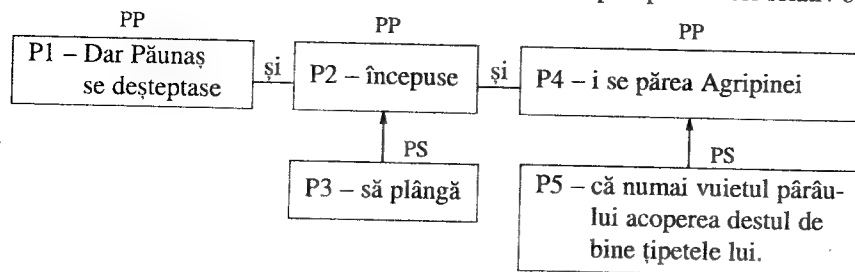 PP
P1 – Dar Păunaș
se deșteptase
și
PP
P2 – începuse
și
PP
P4 – i se părea Agripinei
PS
P3 – să plângă
PS
P5 – că numai vuietul pârâu-
lui acoperea destul de
bine țipetele lui.